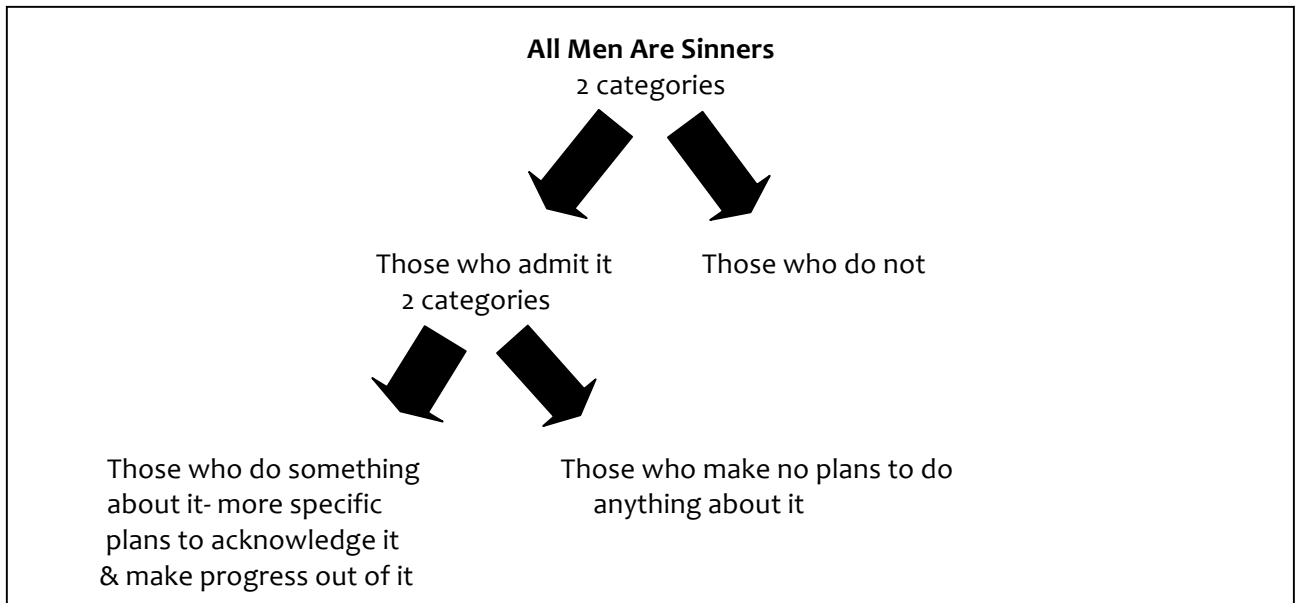 All Men Are Sinners
2 categories
Those who admit it
2 categories
Those who do not
Those who do something
about it- more specific
plans to acknowledge it
& make progress out of it
Those who make no plans to do
anything about it